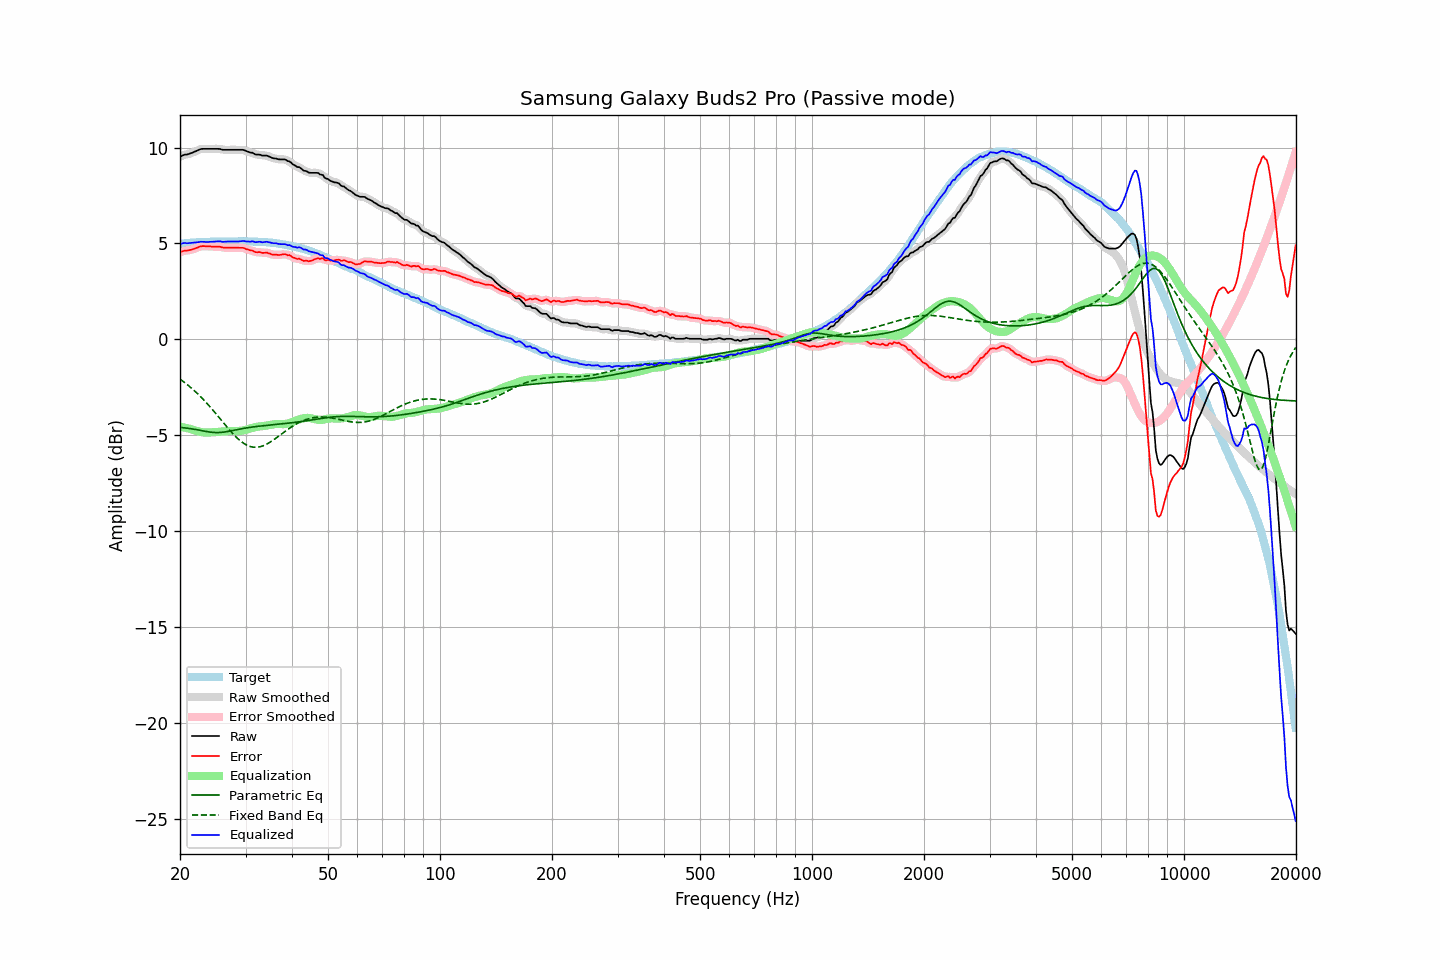 Samsung Galaxy Buds2 Pro (Passive mode)
Amplitude (dBr)
10
5
0
−5
−10
−15
−20
−25
Target
Raw Smoothed
Error Smoothed
Raw
Error
Equalization
Parametric Eq
Fixed Band Eq
Equalized
20 50 100 200 500 1000 2000 5000 10000 20000
Frequency (Hz)